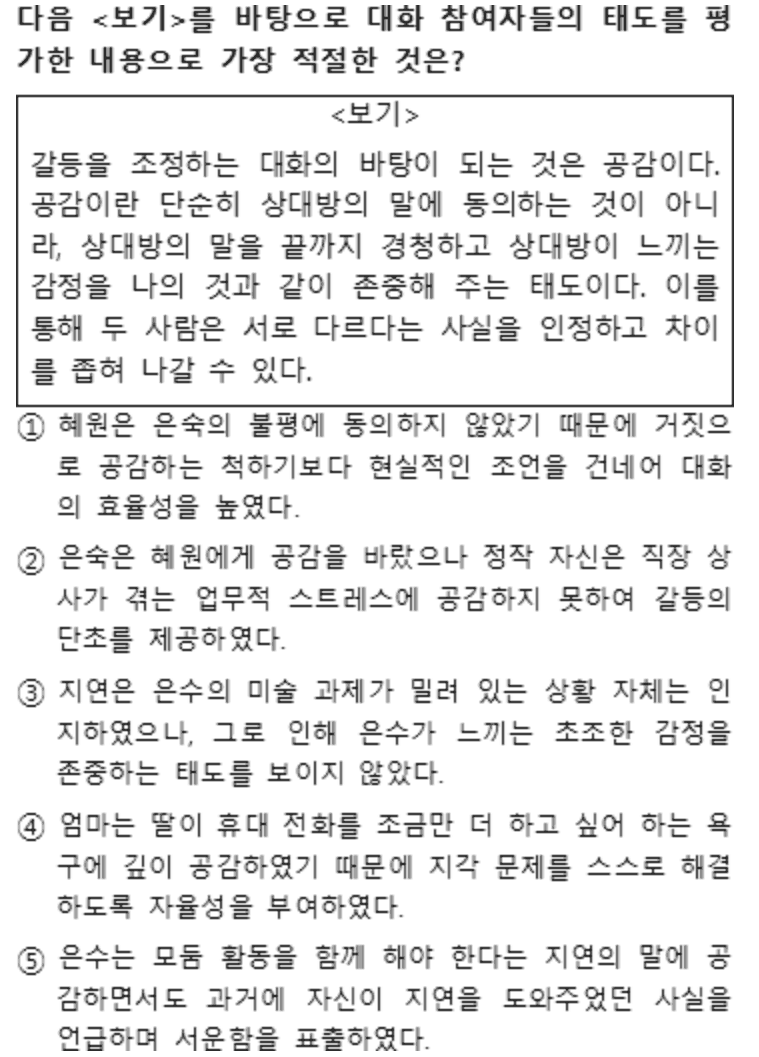 다음 <보기>를 바탕으로 대화 참여자들의 태도를 평
가한 내용으로 가장 적절한 것은?
<보기>
갈등을 조정하는 대화의 바탕이 되는 것은 공감이다.
공감이란 단순히 상대방의 말에 동의하는 것이 아니
라, 상대방의 말을 끝까지 경청하고 상대방이 느끼는
감정을 나의 것과 같이 존중해 주는 태도이다. 이를
통해 두 사람은 서로 다르다는 사실을 인정하고 차이
를 좁혀 나갈 수 있다.
① 혜원은 은숙의 불평에 동의하지 않았기 때문에 거짓으
로 공감하는 척하기보다 현실적인 조언을 건네어 대화
의 효율성을 높였다.
② 은숙은 혜원에게 공감을 바랐으나 정작 자신은 직장 상
사가 겪는 업무적 스트레스에 공감하지 못하여 갈등의
단초를 제공하였다.
③ 지연은 은수의 미술 과제가 밀려 있는 상황 자체는 인
지하였으나, 그로 인해 은수가 느끼는 초조한 감정을
존중하는 태도를 보이지 않았다.
④ 엄마는 딸이 휴대 전화를 조금만 더 하고 싶어 하는 욕
구에 깊이 공감하였기 때문에 지각 문제를 스스로 해결
하도록 자율성을 부여하였다.
⑤ 은수는 모둠 활동을 함께 해야 한다는 지연의 말에 공
감하면서도 과거에 자신이 지연을 도와주었던 사실을
언급하며 서운함을 표출하였다.